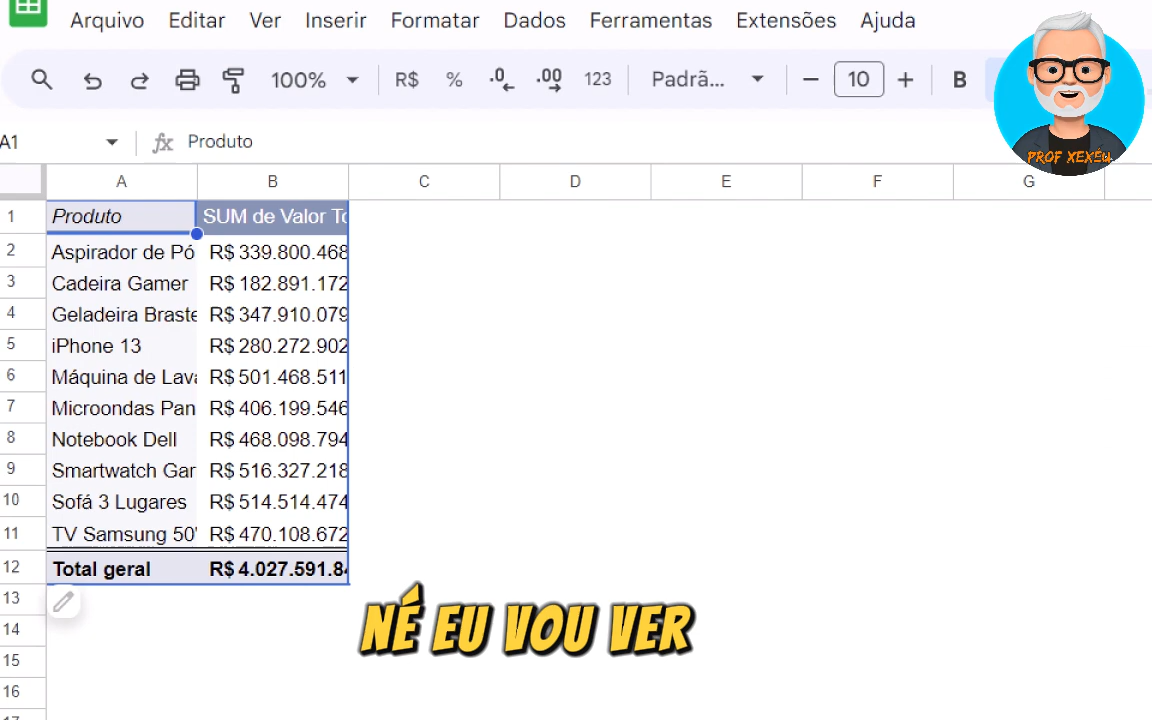 Arquivo Editar Ver Inserir Formatar Dados Ferramentas Extensões Ajuda
100% R$ % .0 .00 123 Padrã... 10 B
A1 fx Produto
A B C D E F G
1 Produto SUM de Valor To
2 Aspirador de Pó R$ 339.800.468
3 Cadeira Gamer R$ 182.891.172
4 Geladeira Braste R$ 347.910.079
5 iPhone 13 R$ 280.272.902
6 Máquina de Lava R$ 501.468.511
7 Microondas Pan R$ 406.199.546
8 Notebook Dell R$ 468.098.794
9 Smartwatch Gar R$ 516.327.218
10 Sofá 3 Lugares R$ 514.514.474
11 TV Samsung 50" R$ 470.108.672
12 Total geral R$ 4.027.591.84
13
14
15
16
17
NÉ EU VOU VER
PROF XEXÉU